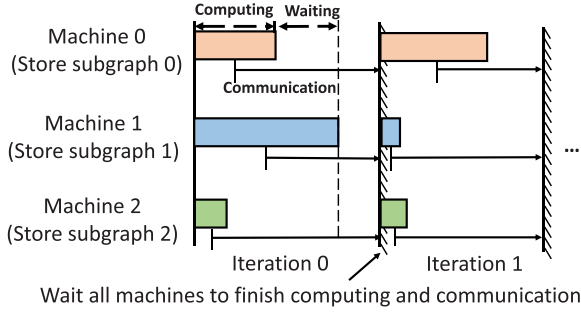 Computing Waiting
Machine 0
(Store subgraph 0)
Communication
Machine 1
(Store subgraph 1)
...
Machine 2
(Store subgraph 2)
Iteration 0 Iteration 1
Wait all machines to finish computing and communication